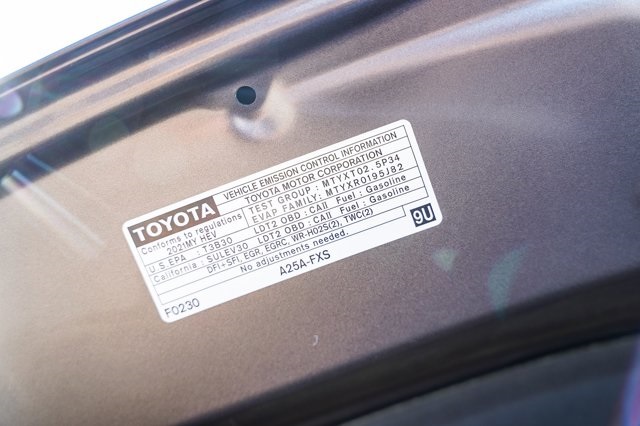 TOYOTA
VEHICLE EMISSION CONTROL INFORMATION
TOYOTA MOTOR CORPORATION
Conforms to regulations TEST GROUP : MTYXT02.5P34
2021MY HEV EVAP FAMILY: MTYXR0195JB2
U.S.EPA : T3B30 LDT2 OBD : CAII Fuel : Gasoline
California : SULEV30 LDT2 OBD : CAII Fuel : Gasoline
DFI+SFI, EGR, EGRC, WR-HO2S(2), TWC(2)
No adjustments needed.
9U
A25A-FXS
F0230